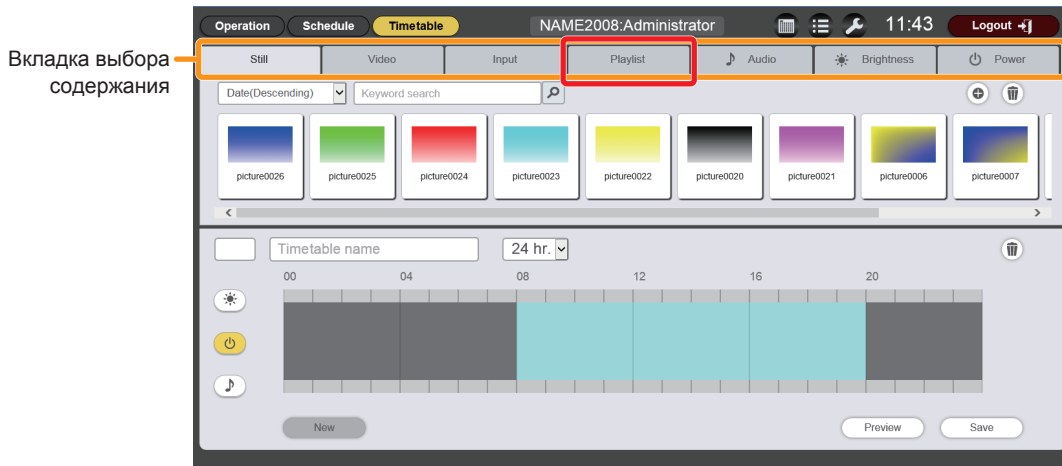 Operation Schedule Timetable NAME2008:Administrator 11:43 Logout
Вкладка выбора
содержания
Still Video Input Playlist Audio Brightness Power
Date(Descending) Keyword search
picture0026 picture0025 picture0024 picture0023 picture0022 picture0020 picture0021 picture0006 picture0007
Timetable name 24 hr.
00 04 08 12 16 20
New Preview Save